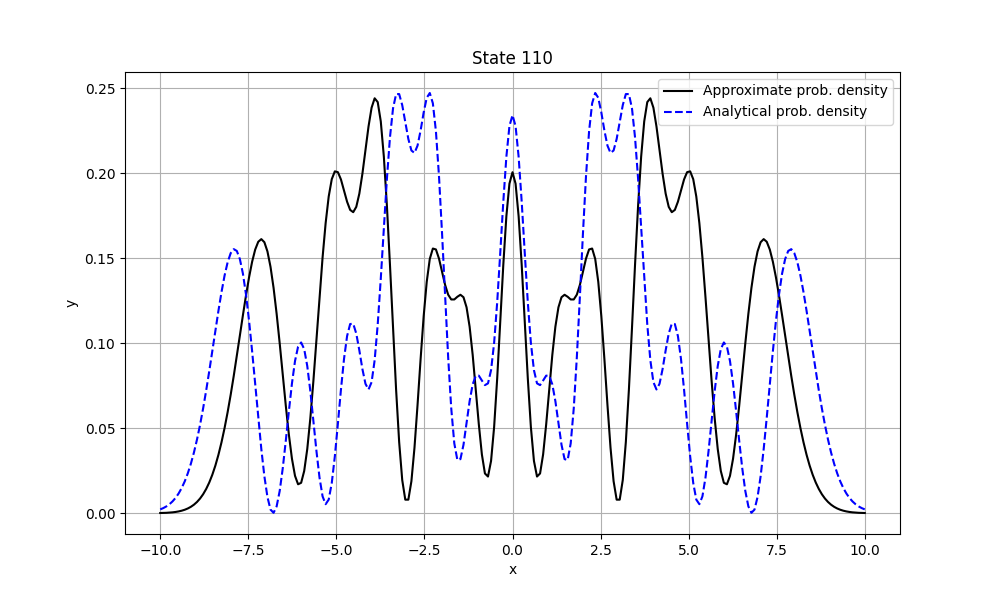 State 110
Approximate prob. density
Analytical prob. density
y
0.25
0.20
0.15
0.10
0.05
0.00
−10.0 −7.5 −5.0 −2.5 0.0 2.5 5.0 7.5 10.0
x